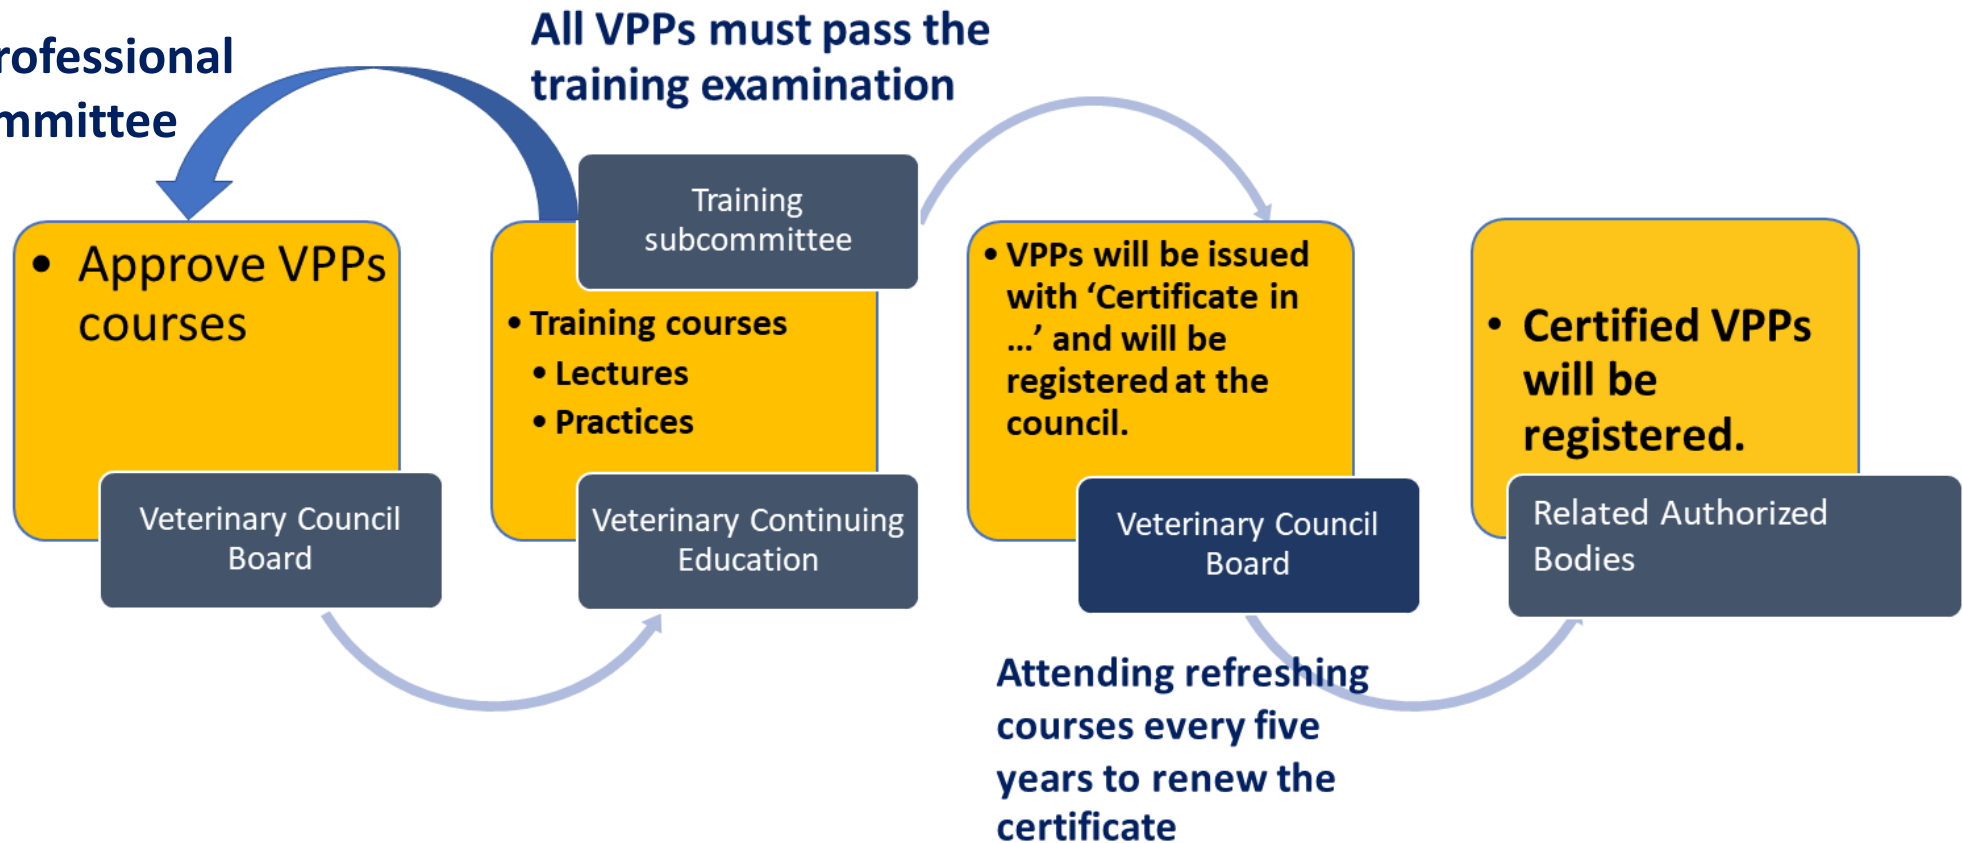 rofessional
mmittee
All VPPs must pass the
training examination
• Approve VPPs
courses
Veterinary Council
Board
Training
subcommittee
• Training courses
• Lectures
• Practices
Veterinary Continuing
Education
• VPPs will be issued
with ‘Certificate in
...’ and will be
registered at the
council.
Veterinary Council
Board
Attending refreshing
courses every five
years to renew the
certificate
• Certified VPPs
will be
registered.
Related Authorized
Bodies